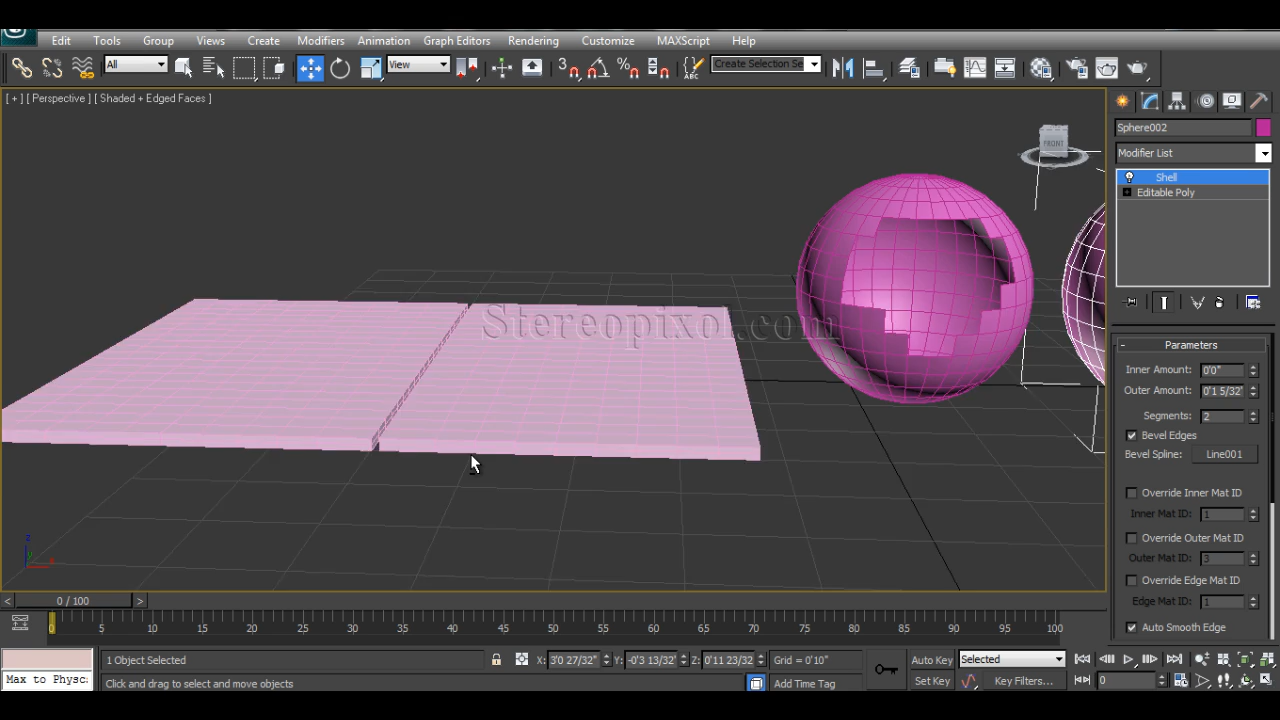 Edit Tools Group Views Create Modifiers Animation Graph Editors Rendering Customize MAXScript Help
All View 3 ABC Create Selection Se
[ + ] [ Perspective ] [ Shaded + Edged Faces ]
FRONT
Sphere002
Modifier List
Shell
Editable Poly
Stereopixol.com
Parameters
Inner Amount: 0'0"
Outer Amount: 0'1 5/32"
Segments: 2
Bevel Edges
Bevel Spline: Line001
Override Inner Mat ID
Inner Mat ID: 1
Override Outer Mat ID
Outer Mat ID: 3
Override Edge Mat ID
Edge Mat ID: 1
Auto Smooth Edge
z
y
x
< 0 / 100 >
0 5 10 15 20 25 30 35 40 45 50 55 60 65 70 75 80 85 90 95 100
1 Object Selected X: 3'0 27/32" Y: -0'3 13/32" Z: 0'11 23/32 Grid = 0'10" Auto Key Selected
Max to Physc: Click and drag to select and move objects Add Time Tag Set Key Key Filters... 0